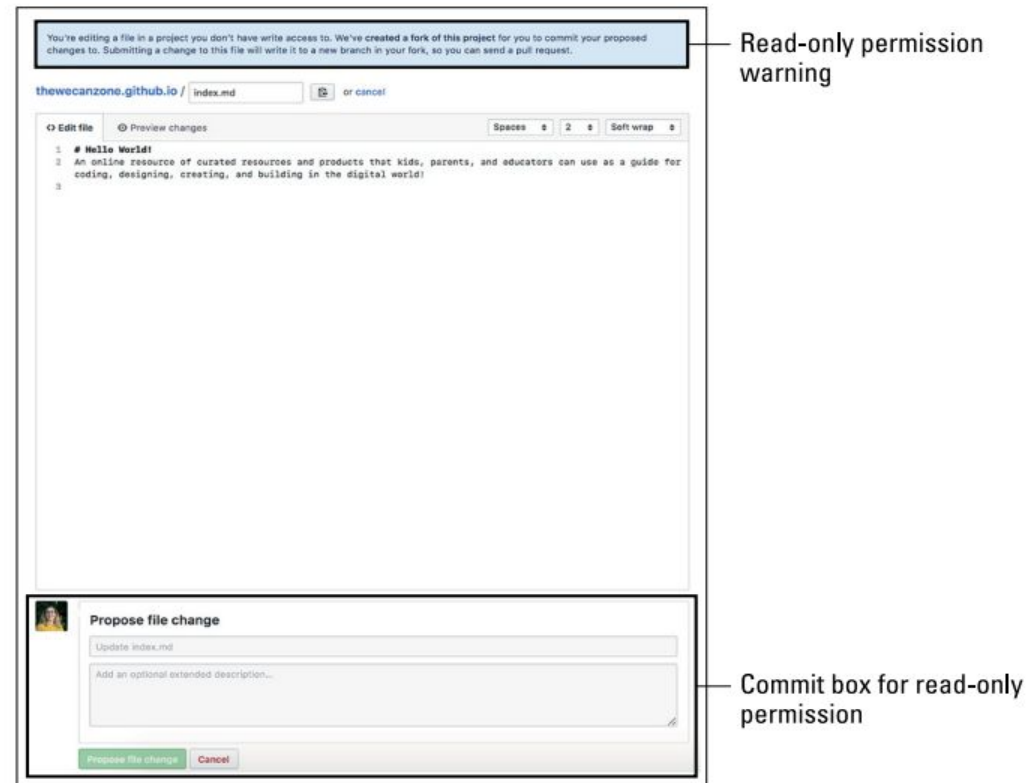 You're editing a file in a project you don't have write access to. We've created a fork of this project for you to commit your proposed
changes to. Submitting a change to this file will write it to a new branch in your fork, so you can send a pull request.
Read-only permission
warning
thewecanzone.github.io / index.md or cancel
<> Edit file Preview changes Spaces 2 Soft wrap
1 # Hello World!
2 An online resource of curated resources and products that kids, parents, and educators can use as a guide for
coding, designing, creating, and building in the digital world!
3
Propose file change
Update index.md
Add an optional extended description...
Commit box for read-only
permission
Propose file change Cancel